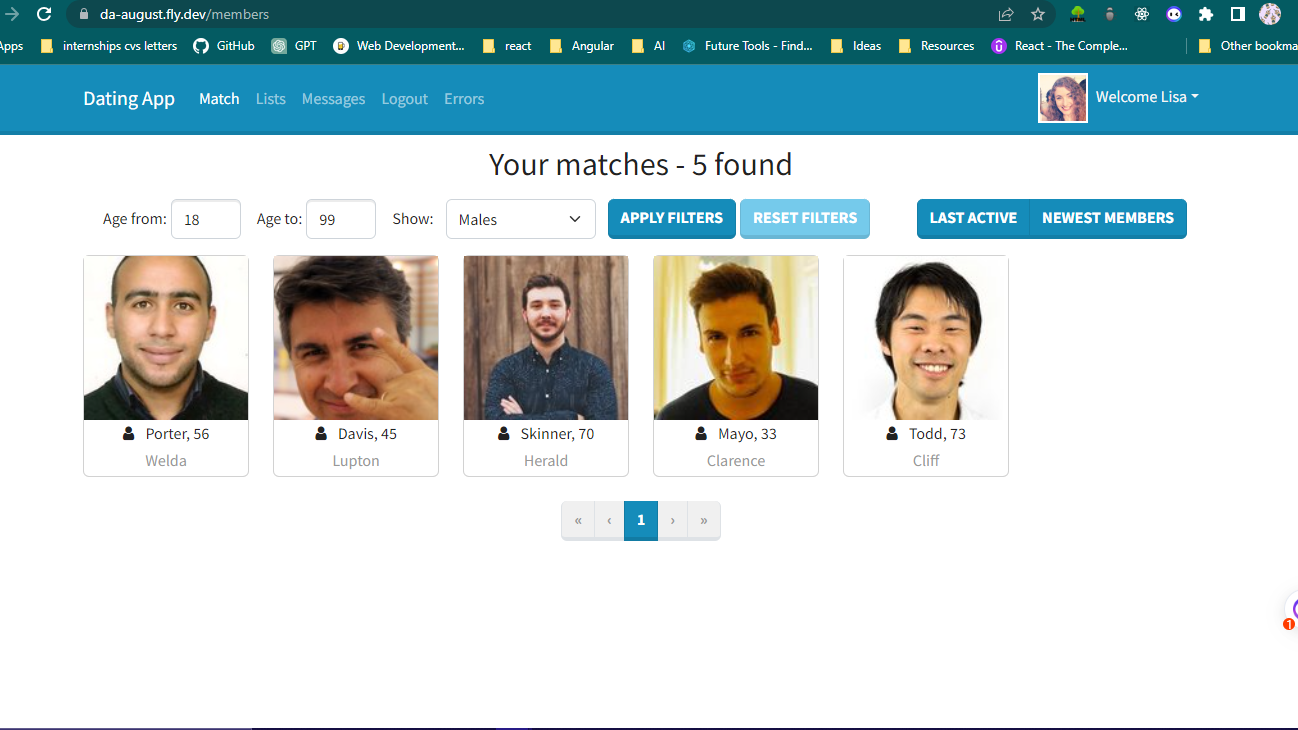 da-august.fly.dev/members
Apps internships cvs letters GitHub GPT Web Development... react Angular AI Future Tools - Find... Ideas Resources React - The Comple... Other bookma
Dating App Match Lists Messages Logout Errors Welcome Lisa
Your matches - 5 found
Age from: 18 Age to: 99 Show: Males APPLY FILTERS RESET FILTERS LAST ACTIVE NEWEST MEMBERS
Porter, 56 Davis, 45 Skinner, 70 Mayo, 33 Todd, 73
Welda Lupton Herald Clarence Cliff
« ‹ 1 › »
1